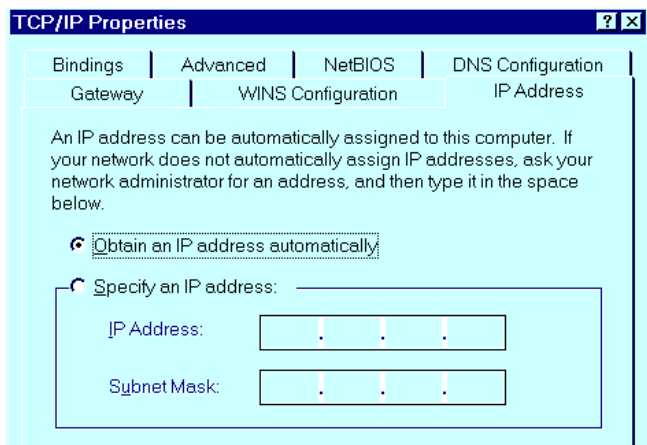 TCP/IP Properties ? X
Bindings Advanced NetBIOS DNS Configuration
Gateway WINS Configuration IP Address
An IP address can be automatically assigned to this computer. If
your network does not automatically assign IP addresses, ask your
network administrator for an address, and then type it in the space
below.
Obtain an IP address automatically
Specify an IP address:
IP Address: . . .
Subnet Mask: . . .